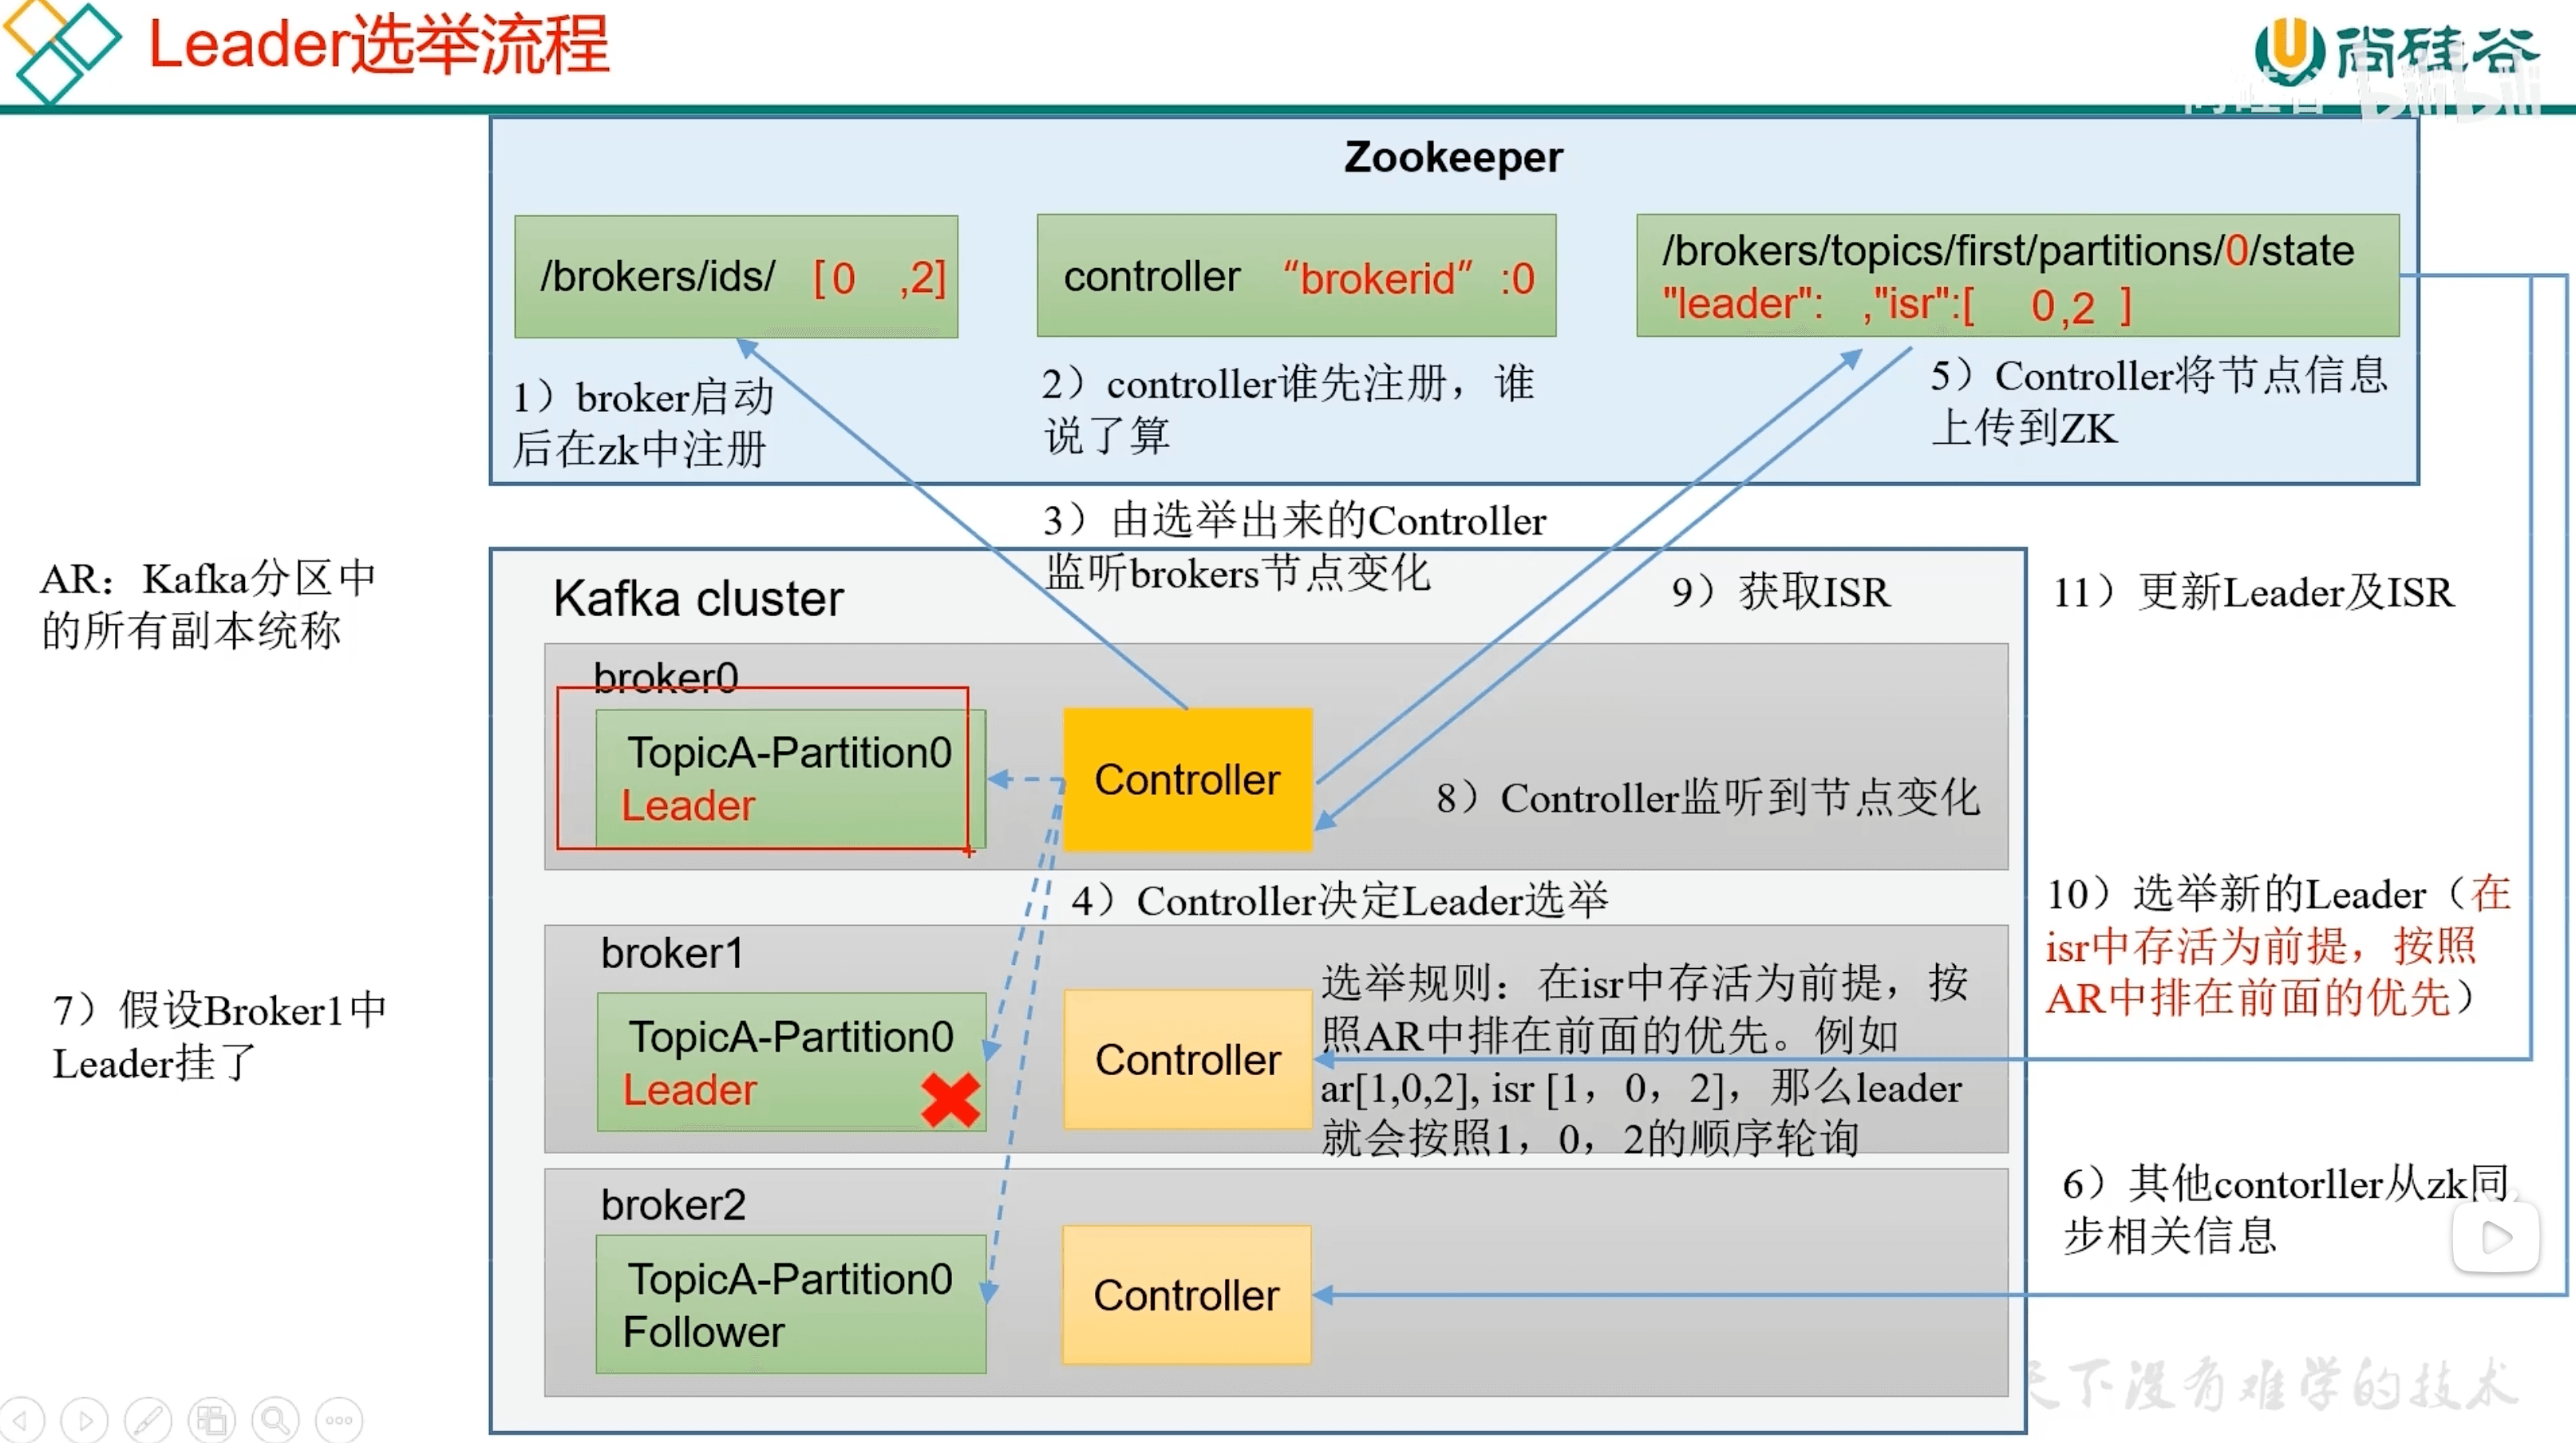 Leader选举流程
尚硅谷
bilibili
Zookeeper
/brokers/ids/ [0 ,2]
controller “brokerid” :0
/brokers/topics/first/partitions/0/state
"leader": ,"isr":[ 0,2 ]
1）broker启动
后在zk中注册
2）controller谁先注册，谁
说了算
5）Controller将节点信息
上传到ZK
3）由选举出来的Controller
监听brokers节点变化
AR：Kafka分区中
的所有副本统称
Kafka cluster
9）获取ISR
11）更新Leader及ISR
broker0
TopicA-Partition0
Leader
Controller
8）Controller监听到节点变化
4）Controller决定Leader选举
10）选举新的Leader（在
isr中存活为前提，按照
AR中排在前面的优先）
7）假设Broker1中
Leader挂了
broker1
TopicA-Partition0
Leader
Controller
选举规则：在isr中存活为前提，按
照AR中排在前面的优先。例如
ar[1,0,2], isr [1，0，2]，那么leader
就会按照1，0，2的顺序轮询
broker2
TopicA-Partition0
Follower
Controller
6）其他contorller从zk同
步相关信息
天下没有难学的技术